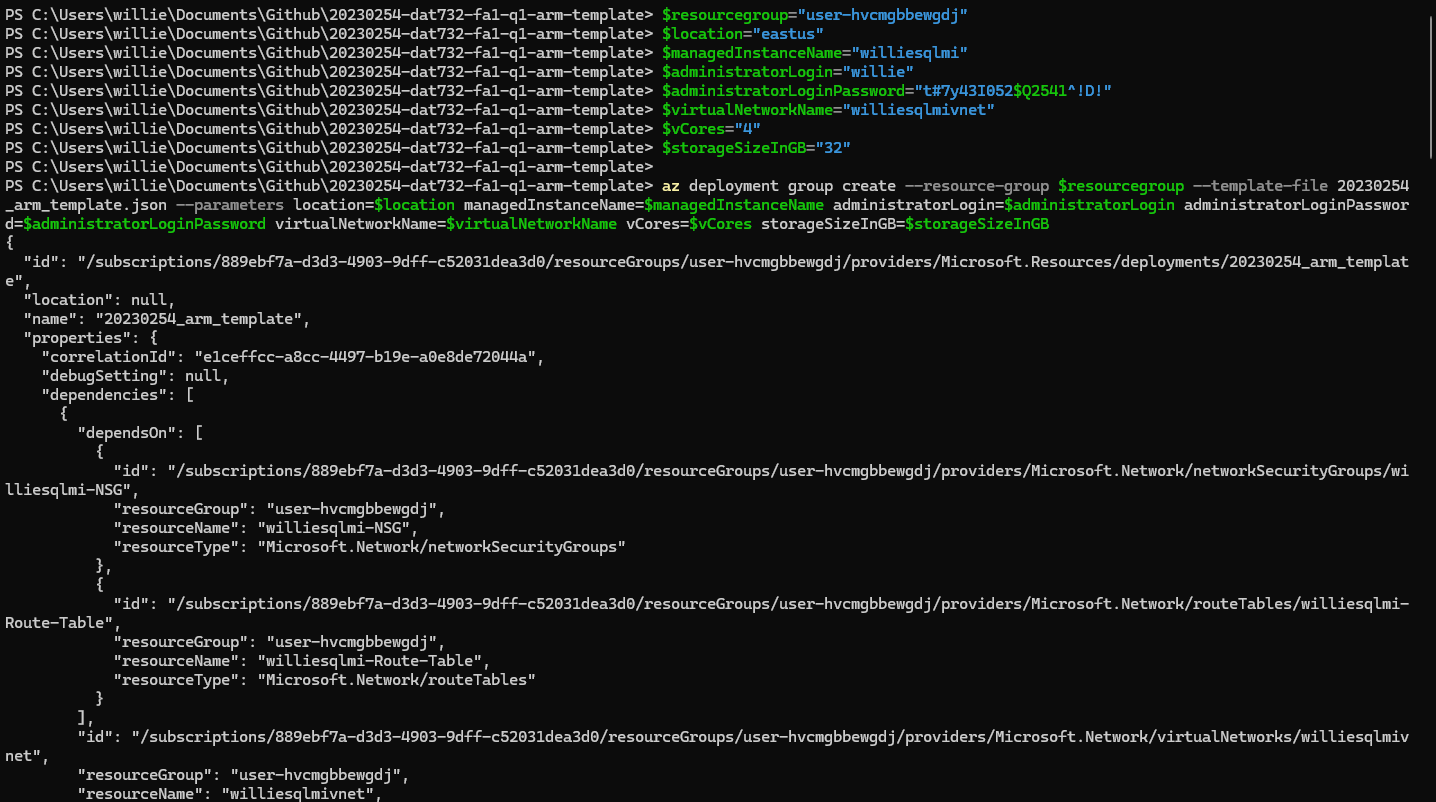 PS C:\Users\willie\Documents\Github\20230254-dat732-fa1-q1-arm-template> $resourcegroup="user-hvcmgbbewgdj"
PS C:\Users\willie\Documents\Github\20230254-dat732-fa1-q1-arm-template> $location="eastus"
PS C:\Users\willie\Documents\Github\20230254-dat732-fa1-q1-arm-template> $managedInstanceName="williesqlmi"
PS C:\Users\willie\Documents\Github\20230254-dat732-fa1-q1-arm-template> $administratorLogin="willie"
PS C:\Users\willie\Documents\Github\20230254-dat732-fa1-q1-arm-template> $administratorLoginPassword="t#7y43I052$Q2541^!D!"
PS C:\Users\willie\Documents\Github\20230254-dat732-fa1-q1-arm-template> $virtualNetworkName="williesqlmivnet"
PS C:\Users\willie\Documents\Github\20230254-dat732-fa1-q1-arm-template> $vCores="4"
PS C:\Users\willie\Documents\Github\20230254-dat732-fa1-q1-arm-template> $storageSizeInGB="32"
PS C:\Users\willie\Documents\Github\20230254-dat732-fa1-q1-arm-template>
PS C:\Users\willie\Documents\Github\20230254-dat732-fa1-q1-arm-template> az deployment group create --resource-group $resourcegroup --template-file 20230254
_arm_template.json --parameters location=$location managedInstanceName=$managedInstanceName administratorLogin=$administratorLogin administratorLoginPasswor
d=$administratorLoginPassword virtualNetworkName=$virtualNetworkName vCores=$vCores storageSizeInGB=$storageSizeInGB
{
  "id": "/subscriptions/889ebf7a-d3d3-4903-9dff-c52031dea3d0/resourceGroups/user-hvcmgbbewgdj/providers/Microsoft.Resources/deployments/20230254_arm_templat
e",
  "location": null,
  "name": "20230254_arm_template",
  "properties": {
    "correlationId": "e1ceffcc-a8cc-4497-b19e-a0e8de72044a",
    "debugSetting": null,
    "dependencies": [
      {
        "dependsOn": [
          {
            "id": "/subscriptions/889ebf7a-d3d3-4903-9dff-c52031dea3d0/resourceGroups/user-hvcmgbbewgdj/providers/Microsoft.Network/networkSecurityGroups/wi
lliesqlmi-NSG",
            "resourceGroup": "user-hvcmgbbewgdj",
            "resourceName": "williesqlmi-NSG",
            "resourceType": "Microsoft.Network/networkSecurityGroups"
          },
          {
            "id": "/subscriptions/889ebf7a-d3d3-4903-9dff-c52031dea3d0/resourceGroups/user-hvcmgbbewgdj/providers/Microsoft.Network/routeTables/williesqlmi-
Route-Table",
            "resourceGroup": "user-hvcmgbbewgdj",
            "resourceName": "williesqlmi-Route-Table",
            "resourceType": "Microsoft.Network/routeTables"
          }
        ],
        "id": "/subscriptions/889ebf7a-d3d3-4903-9dff-c52031dea3d0/resourceGroups/user-hvcmgbbewgdj/providers/Microsoft.Network/virtualNetworks/williesqlmiv
net",
        "resourceGroup": "user-hvcmgbbewgdj",
        "resourceName": "williesqlmivnet",